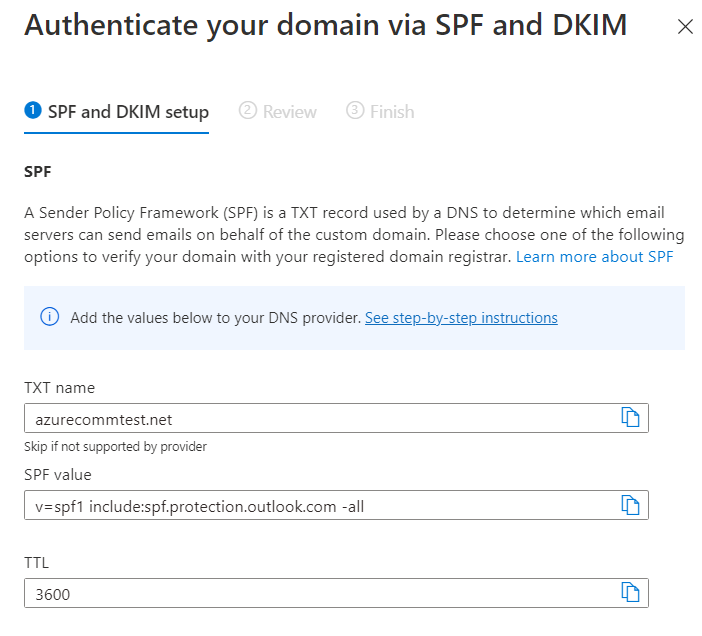 Authenticate your domain via SPF and DKIM
1 SPF and DKIM setup 2 Review 3 Finish
SPF
A Sender Policy Framework (SPF) is a TXT record used by a DNS to determine which email
servers can send emails on behalf of the custom domain. Please choose one of the following
options to verify your domain with your registered domain registrar. Learn more about SPF
Add the values below to your DNS provider. See step-by-step instructions
TXT name
azurecommtest.net
Skip if not supported by provider
SPF value
v=spf1 include:spf.protection.outlook.com -all
TTL
3600